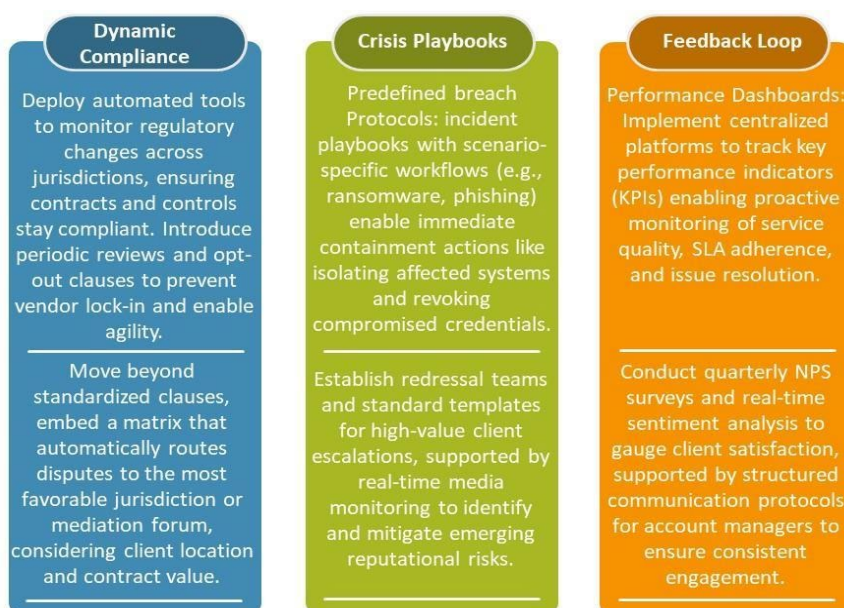 Dynamic
Compliance
Deploy automated tools
to monitor regulatory
changes across
jurisdictions, ensuring
contracts and controls
stay compliant. Introduce
periodic reviews and opt-
out clauses to prevent
vendor lock-in and enable
agility.
Move beyond
standardized clauses,
embed a matrix that
automatically routes
disputes to the most
favorable jurisdiction or
mediation forum,
considering client location
and contract value.
Crisis Playbooks
Predefined breach
Protocols: incident
playbooks with scenario-
specific workflows (e.g.,
ransomware, phishing)
enable immediate
containment actions like
isolating affected systems
and revoking
compromised credentials.
Establish redressal teams
and standard templates
for high-value client
escalations, supported by
real-time media
monitoring to identify
and mitigate emerging
reputational risks.
Feedback Loop
Performance Dashboards:
Implement centralized
platforms to track key
performance indicators
(KPIs) enabling proactive
monitoring of service
quality, SLA adherence,
and issue resolution.
Conduct quarterly NPS
surveys and real-time
sentiment analysis to
gauge client satisfaction,
supported by structured
communication protocols
for account managers to
ensure consistent
engagement.